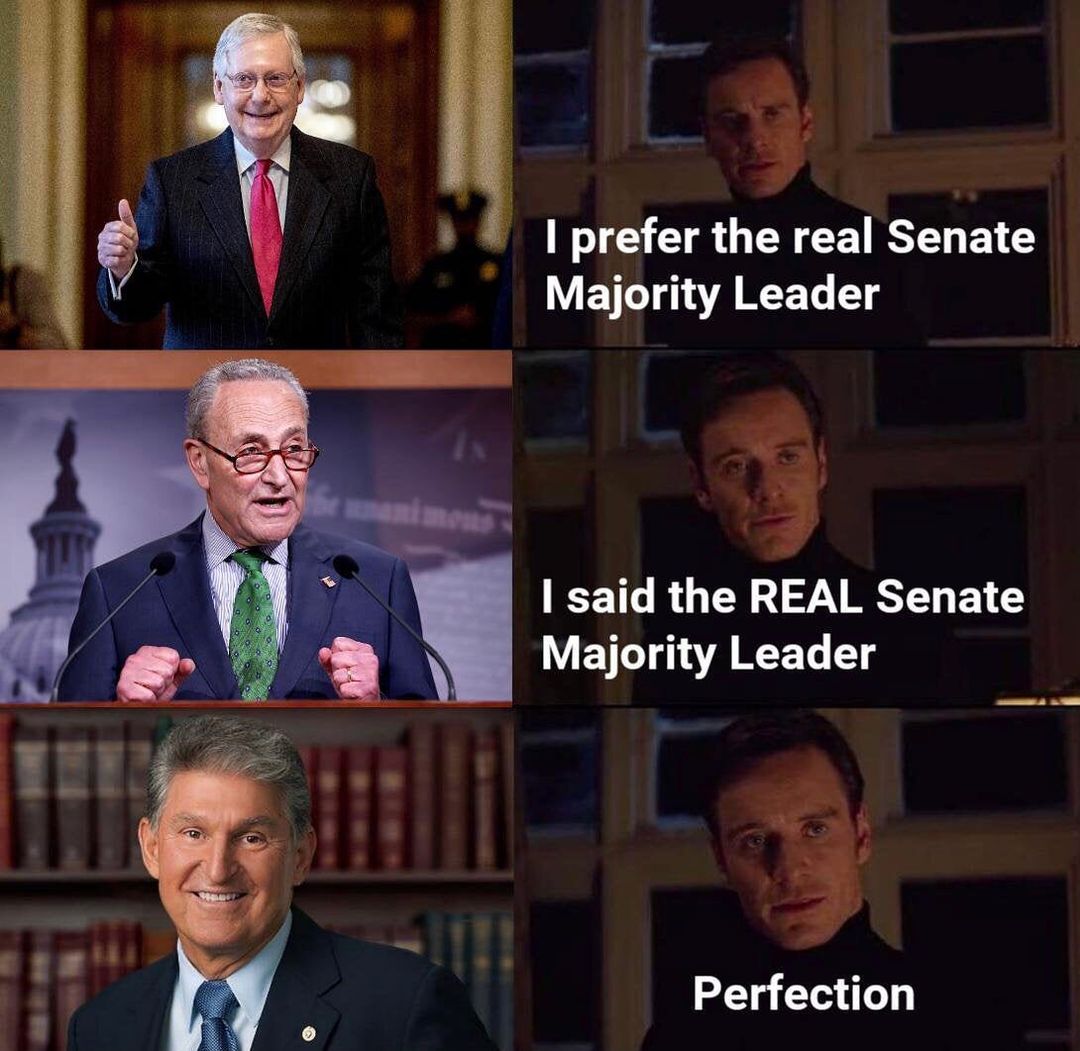 I prefer the real Senate
Majority Leader
I said the REAL Senate
Majority Leader
Perfection